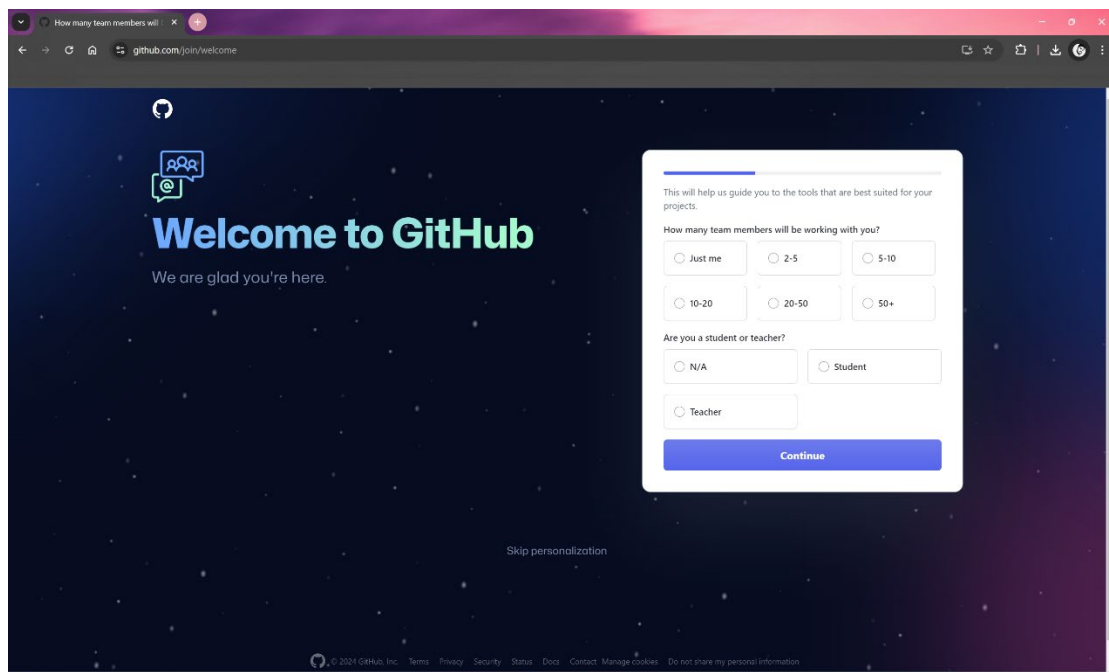 How many team members will
github.com/join/welcome
@
Welcome to GitHub
We are glad you're here.
This will help us guide you to the tools that are best suited for your
projects.
How many team members will be working with you?
Just me
2-5
5-10
10-20
20-50
50+
Are you a student or teacher?
N/A
Student
Teacher
Continue
Skip personalization
© 2024 GitHub, Inc. Terms Privacy Security Status Docs Contact Manage cookies Do not share my personal information